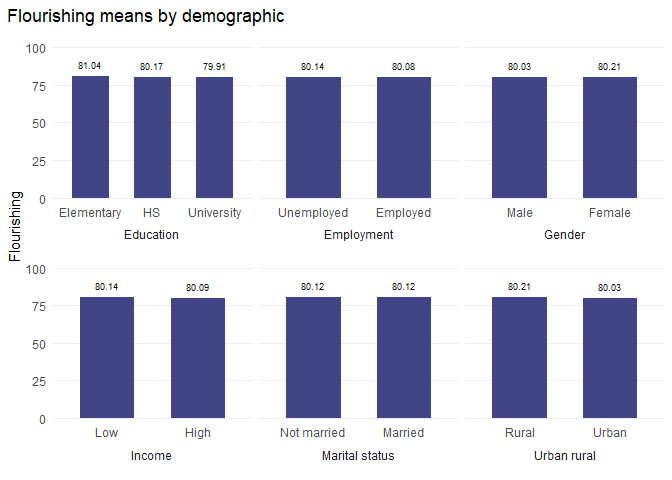 Flourishing means by demographic
Flourishing
100
75
50
25
0
81.04 80.17 79.91
Elementary HS University
Education
80.14 80.08
Unemployed Employed
Employment
80.03 80.21
Male Female
Gender
100
75
50
25
0
80.14 80.09
Low High
Income
80.12 80.12
Not married Married
Marital status
80.21 80.03
Rural Urban
Urban rural